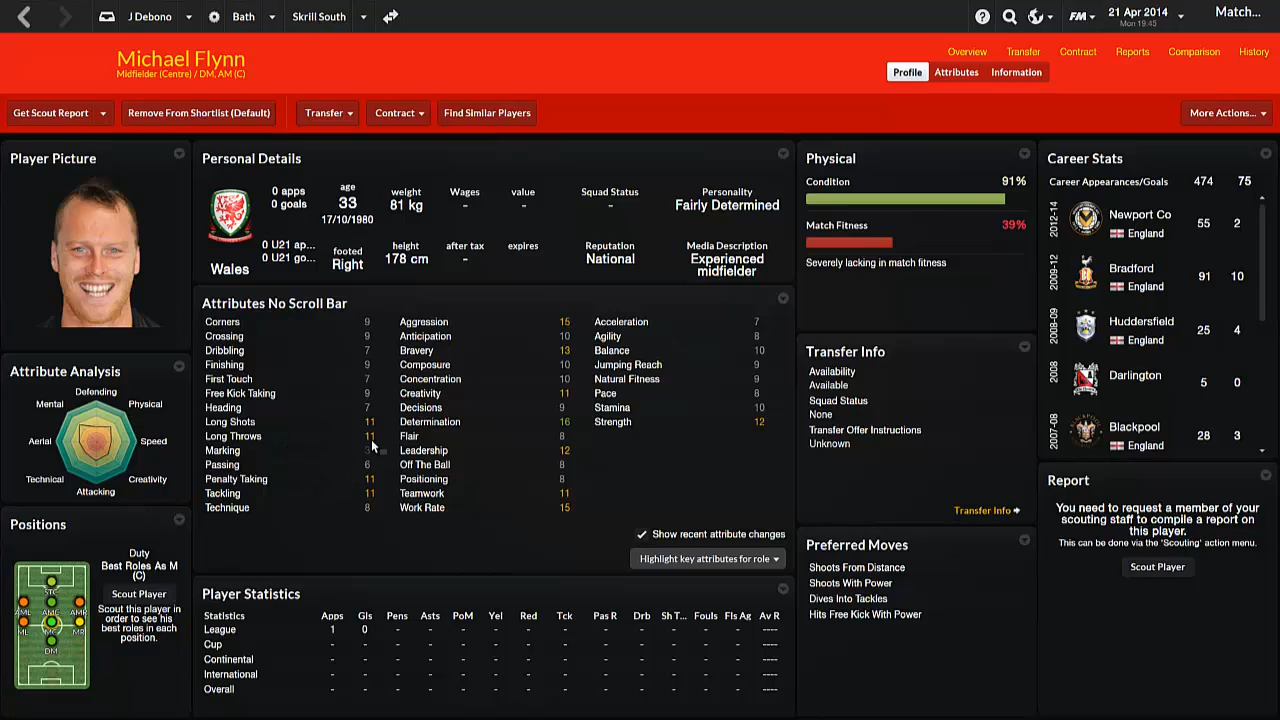 J Debono
Bath
Skrill South
FM
21 Apr 2014
Mon 19.45
Match...
Michael Flynn
Midfielder (Centre) / DM, AM (C)
Overview Transfer Contract Reports Comparison History
Profile Attributes Information
Get Scout Report
Remove From Shortlist (Default)
Transfer
Contract
Find Similar Players
More Actions...
Player Picture
Attribute Analysis
Defending
Mental Physical
Aerial Speed
Technical Creativity
Attacking
Positions
STC
AML AMC AMR
ML MC MR
DM
Duty
Best Roles As M
(C)
Scout Player
Scout this player in
order to see his
best roles in each
position.
Personal Details
Wales
0 apps
0 goals
0 U21 ap...
0 U21 go...
age
33
17/10/1980
footed
Right
weight
81 kg
height
178 cm
Wages
-
after tax
-
value
-
expires
Squad Status
-
Reputation
National
Personality
Fairly Determined
Media Description
Experienced
midfielder
Attributes No Scroll Bar
Corners 9 Aggression 15 Acceleration 7
Crossing 9 Anticipation 10 Agility 8
Dribbling 7 Bravery 13 Balance 10
Finishing 9 Composure 10 Jumping Reach 9
First Touch 7 Concentration 10 Natural Fitness 9
Free Kick Taking 9 Creativity 11 Pace 8
Heading 7 Decisions 9 Stamina 10
Long Shots 11 Determination 16 Strength 12
Long Throws 11 Flair 8
Marking Leadership 12
Passing 6 Off The Ball 8
Penalty Taking 11 Positioning 8
Tackling 11 Teamwork 11
Technique 8 Work Rate 15
Show recent attribute changes
Highlight key attributes for role
Player Statistics
Statistics Apps Gls Pens Asts PoM Yel Red Tck Pas R Drb Sh T... Fouls Fls Ag Av R
League 1 0 - - - - - - - - - - - ----
Cup - - - - - - - - - - - - - ----
Continental - - - - - - - - - - - - - ----
International - - - - - - - - - - - - - ----
Overall - - - - - - - - - - - - - ----
Physical
Condition 91%
Match Fitness 39%
Severely lacking in match fitness
Transfer Info
Availability
Available
Squad Status
None
Transfer Offer Instructions
Unknown
Transfer Info
Preferred Moves
Shoots From Distance
Shoots With Power
Dives Into Tackles
Hits Free Kick With Power
Career Stats
Career Appearances/Goals 474 75
2012-14 Newport Co England 55 2
2009-12 Bradford England 91 10
2008-09 Huddersfield England 25 4
2008 Darlington 5 0
2007-08 Blackpool England 28 3
Report
You need to request a member of your
scouting staff to compile a report on
this player.
This can be done via the 'Scouting' action menu.
Scout Player